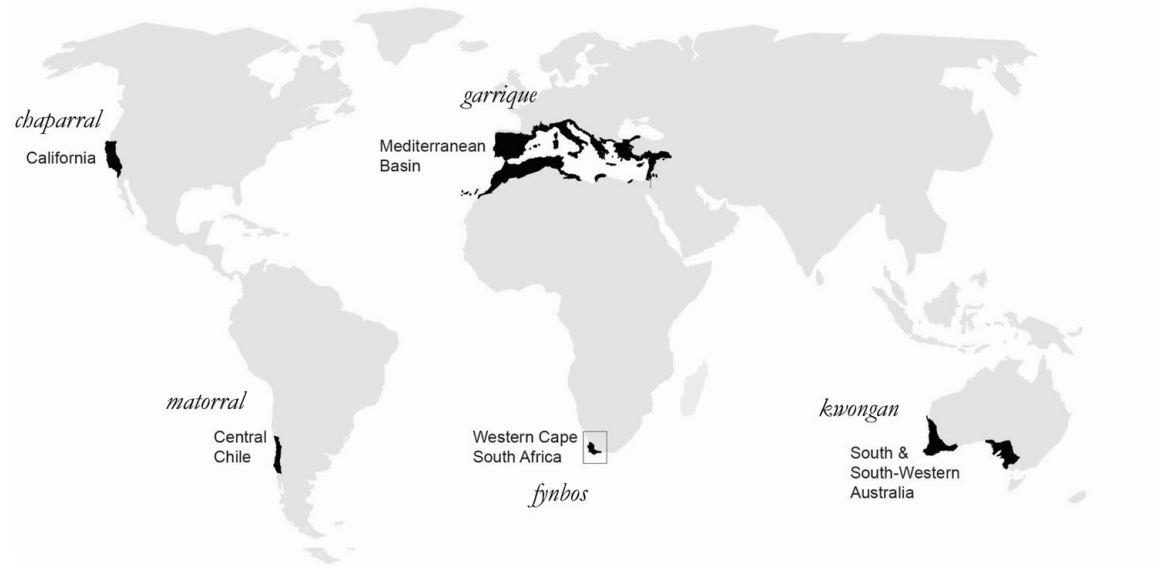 chaparral
California
garrique
Mediterranean
Basin
matorral
Central
Chile
Western Cape
South Africa
fynbos
kwongan
South &
South-Western
Australia